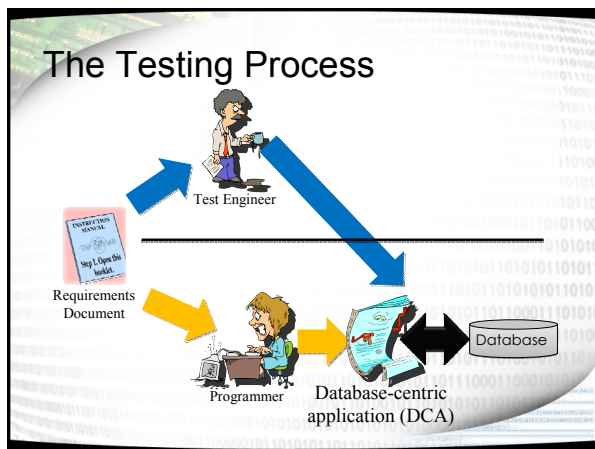 The Testing Process
Test Engineer
INSTRUCTION
MANUAL
Step 1. Open this
booklet.
Requirements
Document
Programmer
Database-centric
application (DCA)
Database